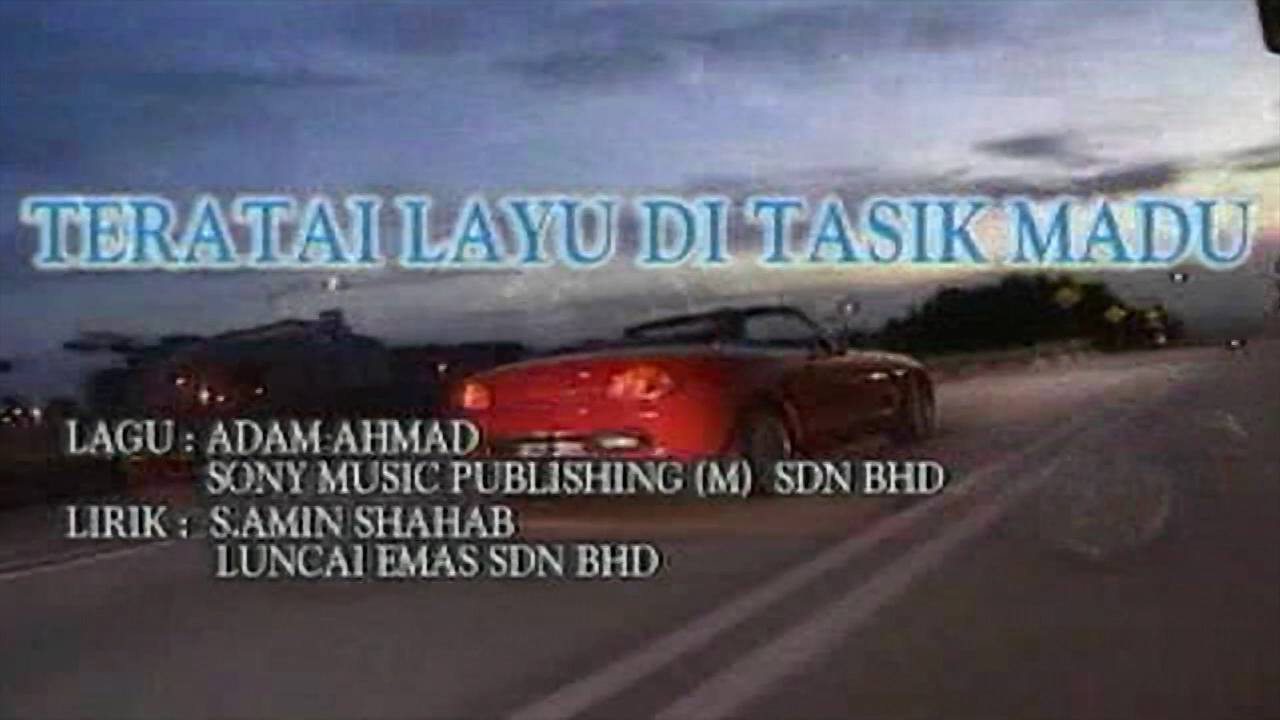 TERATAI LAYU DI TASIK MADU
LAGU : ADAM AHMAD
SONY MUSIC PUBLISHING (M) SDN BHD
LIRIK : S.AMIN SHAHAB
LUNCAI EMAS SDN BHD